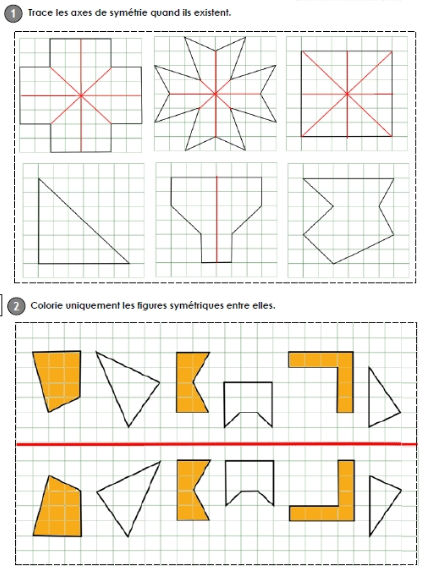 1 Trace les axes de symétrie quand ils existent.
2 Colorie uniquement les figures symétriques entre elles.